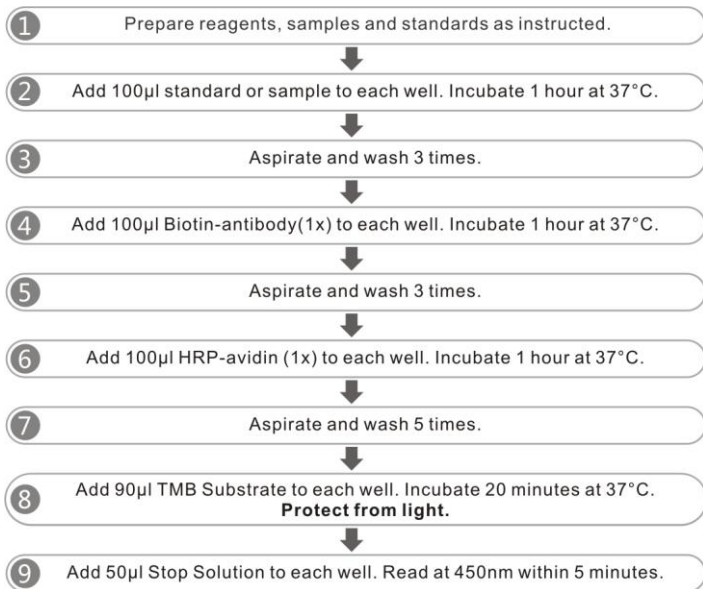 1 Prepare reagents, samples and standards as instructed.
2 Add 100µl standard or sample to each well. Incubate 1 hour at 37°C.
3 Aspirate and wash 3 times.
4 Add 100µl Biotin-antibody(1x) to each well. Incubate 1 hour at 37°C.
5 Aspirate and wash 3 times.
6 Add 100µl HRP-avidin (1x) to each well. Incubate 1 hour at 37°C.
7 Aspirate and wash 5 times.
8 Add 90µl TMB Substrate to each well. Incubate 20 minutes at 37°C.
Protect from light.
9 Add 50µl Stop Solution to each well. Read at 450nm within 5 minutes.